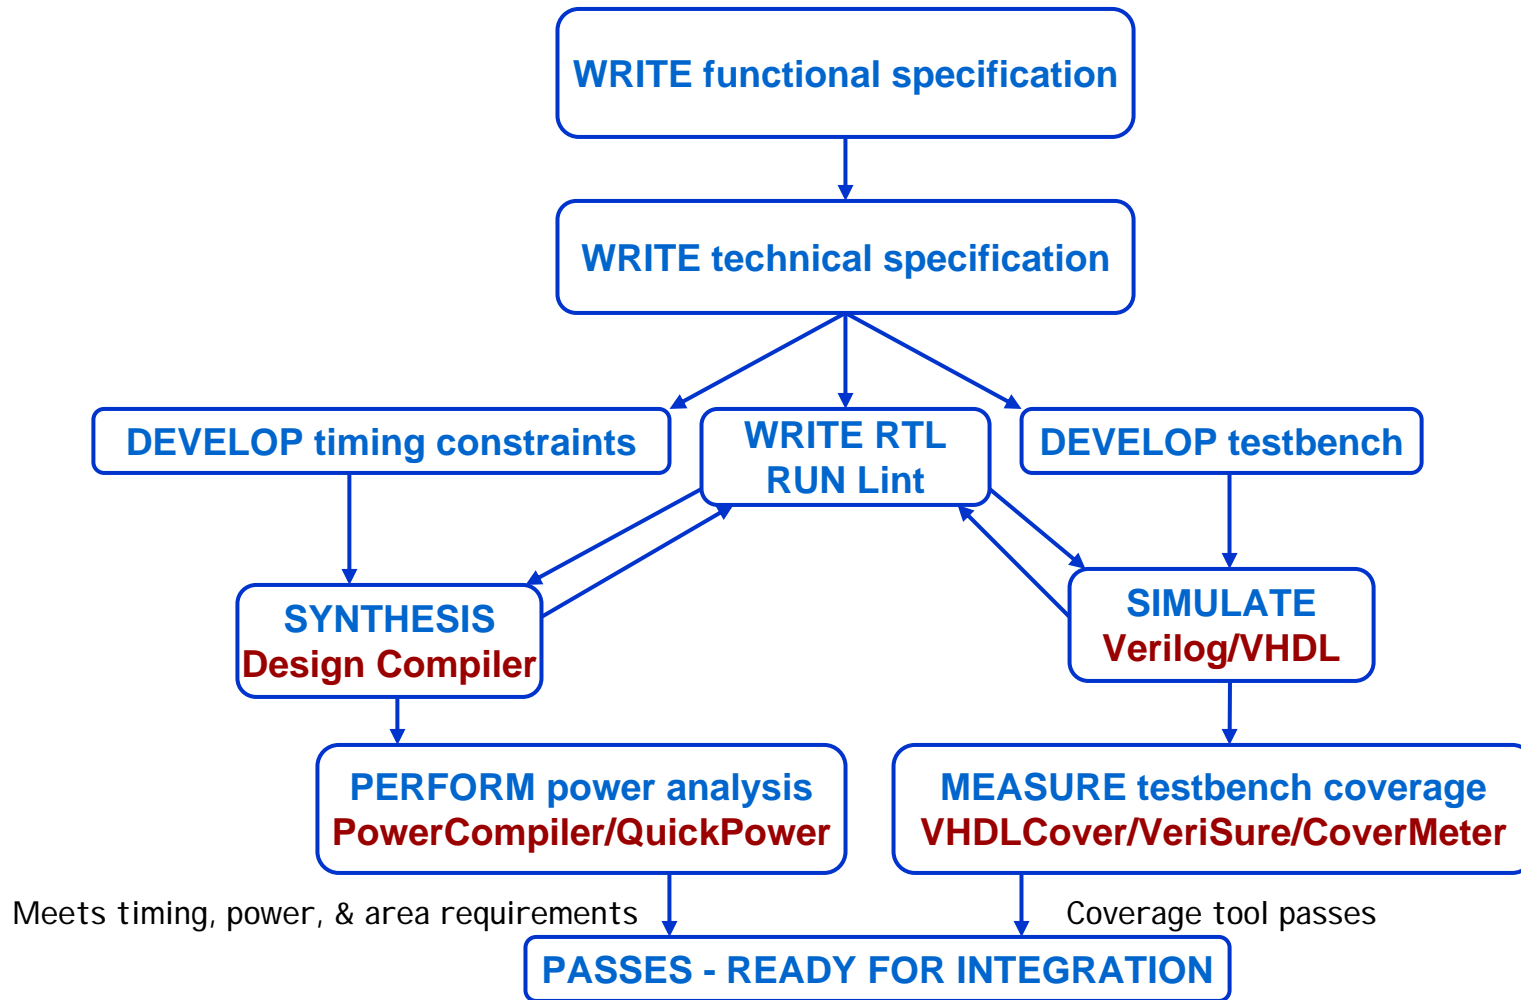 WRITE functional specification
WRITE technical specification
DEVELOP timing constraints
WRITE RTL
RUN Lint
DEVELOP testbench
SYNTHESIS
Design Compiler
SIMULATE
Verilog/VHDL
PERFORM power analysis
PowerCompiler/QuickPower
MEASURE testbench coverage
VHDLCover/VeriSure/CoverMeter
Meets timing, power, & area requirements
Coverage tool passes
PASSES - READY FOR INTEGRATION